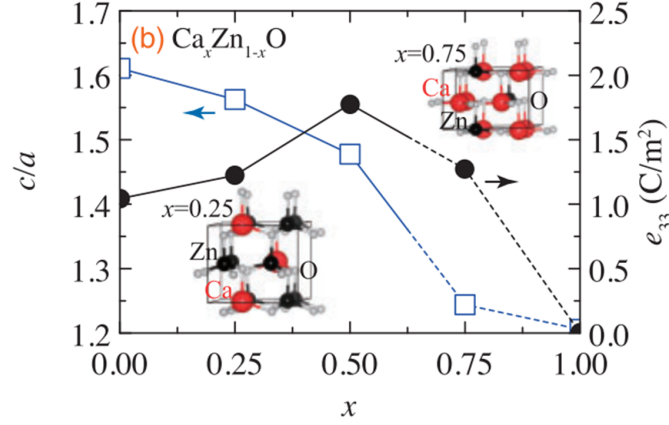 (b) CaₓZn₁₋ₓO
1.7
1.6
1.5
1.4
1.3
1.2
c/a
2.5
2.0
1.5
1.0
0.5
0.0
e₃₃ (C/m²)
x=0.75
Ca
O
Zn
x=0.25
Zn
O
Ca
0.00 0.25 0.50 0.75 1.00
x